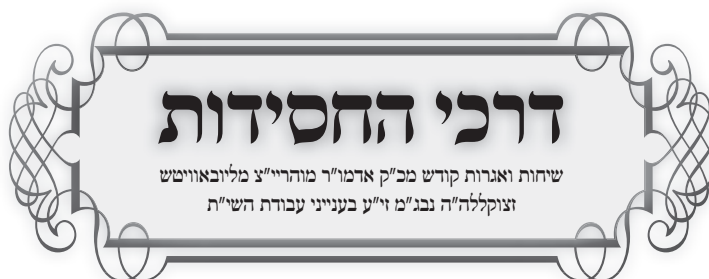 דרכי החסידות
שיחות ואגרות קודש מכ"ק אדמו"ר מוהריי"צ מליובאוויטש
זצוקללה"ה נבג"מ זי"ע בענייני עבודת השי"ת